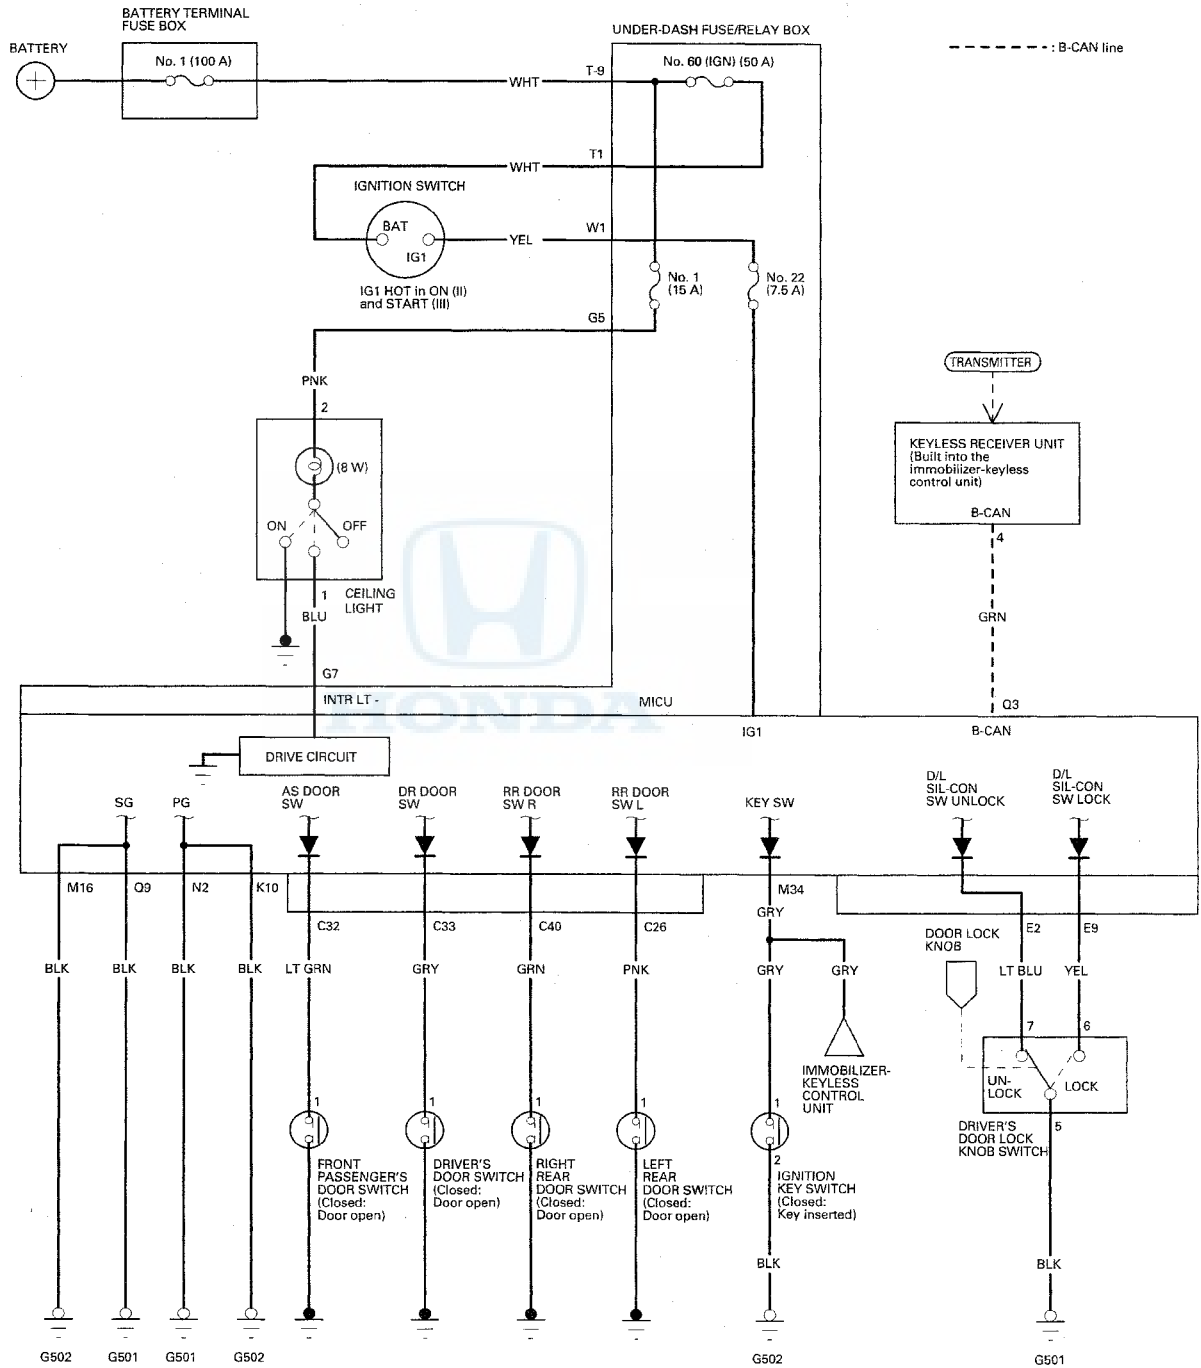 BATTERY TERMINAL
FUSE BOX
BATTERY
No. 1 (100 A)
UNDER-DASH FUSE/RELAY BOX
: B-CAN line
WHT
T-9
No. 60 (IGN) (50 A)
WHT
T1
IGNITION SWITCH
BAT
IG1
YEL
W1
IG1 HOT in ON (II)
and START (III)
No. 1
(15 A)
No. 22
(7.5 A)
G5
PNK
2
(8 W)
ON
OFF
1
CEILING
LIGHT
BLU
G7
TRANSMITTER
KEYLESS RECEIVER UNIT
(Built into the
immobilizer-keyless
control unit)
B-CAN
4
GRN
Q3
HONDA
INTR LT -
MICU
IG1
B-CAN
DRIVE CIRCUIT
SG
PG
AS DOOR
SW
DR DOOR
SW
RR DOOR
SW R
RR DOOR
SW L
KEY SW
D/L
SIL-CON
SW UNLOCK
D/L
SIL-CON
SW LOCK
M16
Q9
N2
K10
M34
GRY
C32
C33
C40
C26
E2
E9
DOOR LOCK
KNOB
BLK
BLK
BLK
BLK
LT GRN
GRY
GRN
PNK
GRY
GRY
LT BLU
YEL
7
6
IMMOBILIZER-
KEYLESS
CONTROL
UNIT
UN-
LOCK
LOCK
5
DRIVER'S
DOOR LOCK
KNOB SWITCH
1
1
1
1
1
2
FRONT
PASSENGER'S
DOOR SWITCH
(Closed:
Door open)
DRIVER'S
DOOR SWITCH
(Closed:
Door open)
RIGHT
REAR
DOOR SWITCH
(Closed:
Door open)
LEFT
REAR
DOOR SWITCH
(Closed:
Door open)
IGNITION
KEY SWITCH
(Closed:
Key inserted)
BLK
BLK
G502
G501
G501
G502
G502
G501